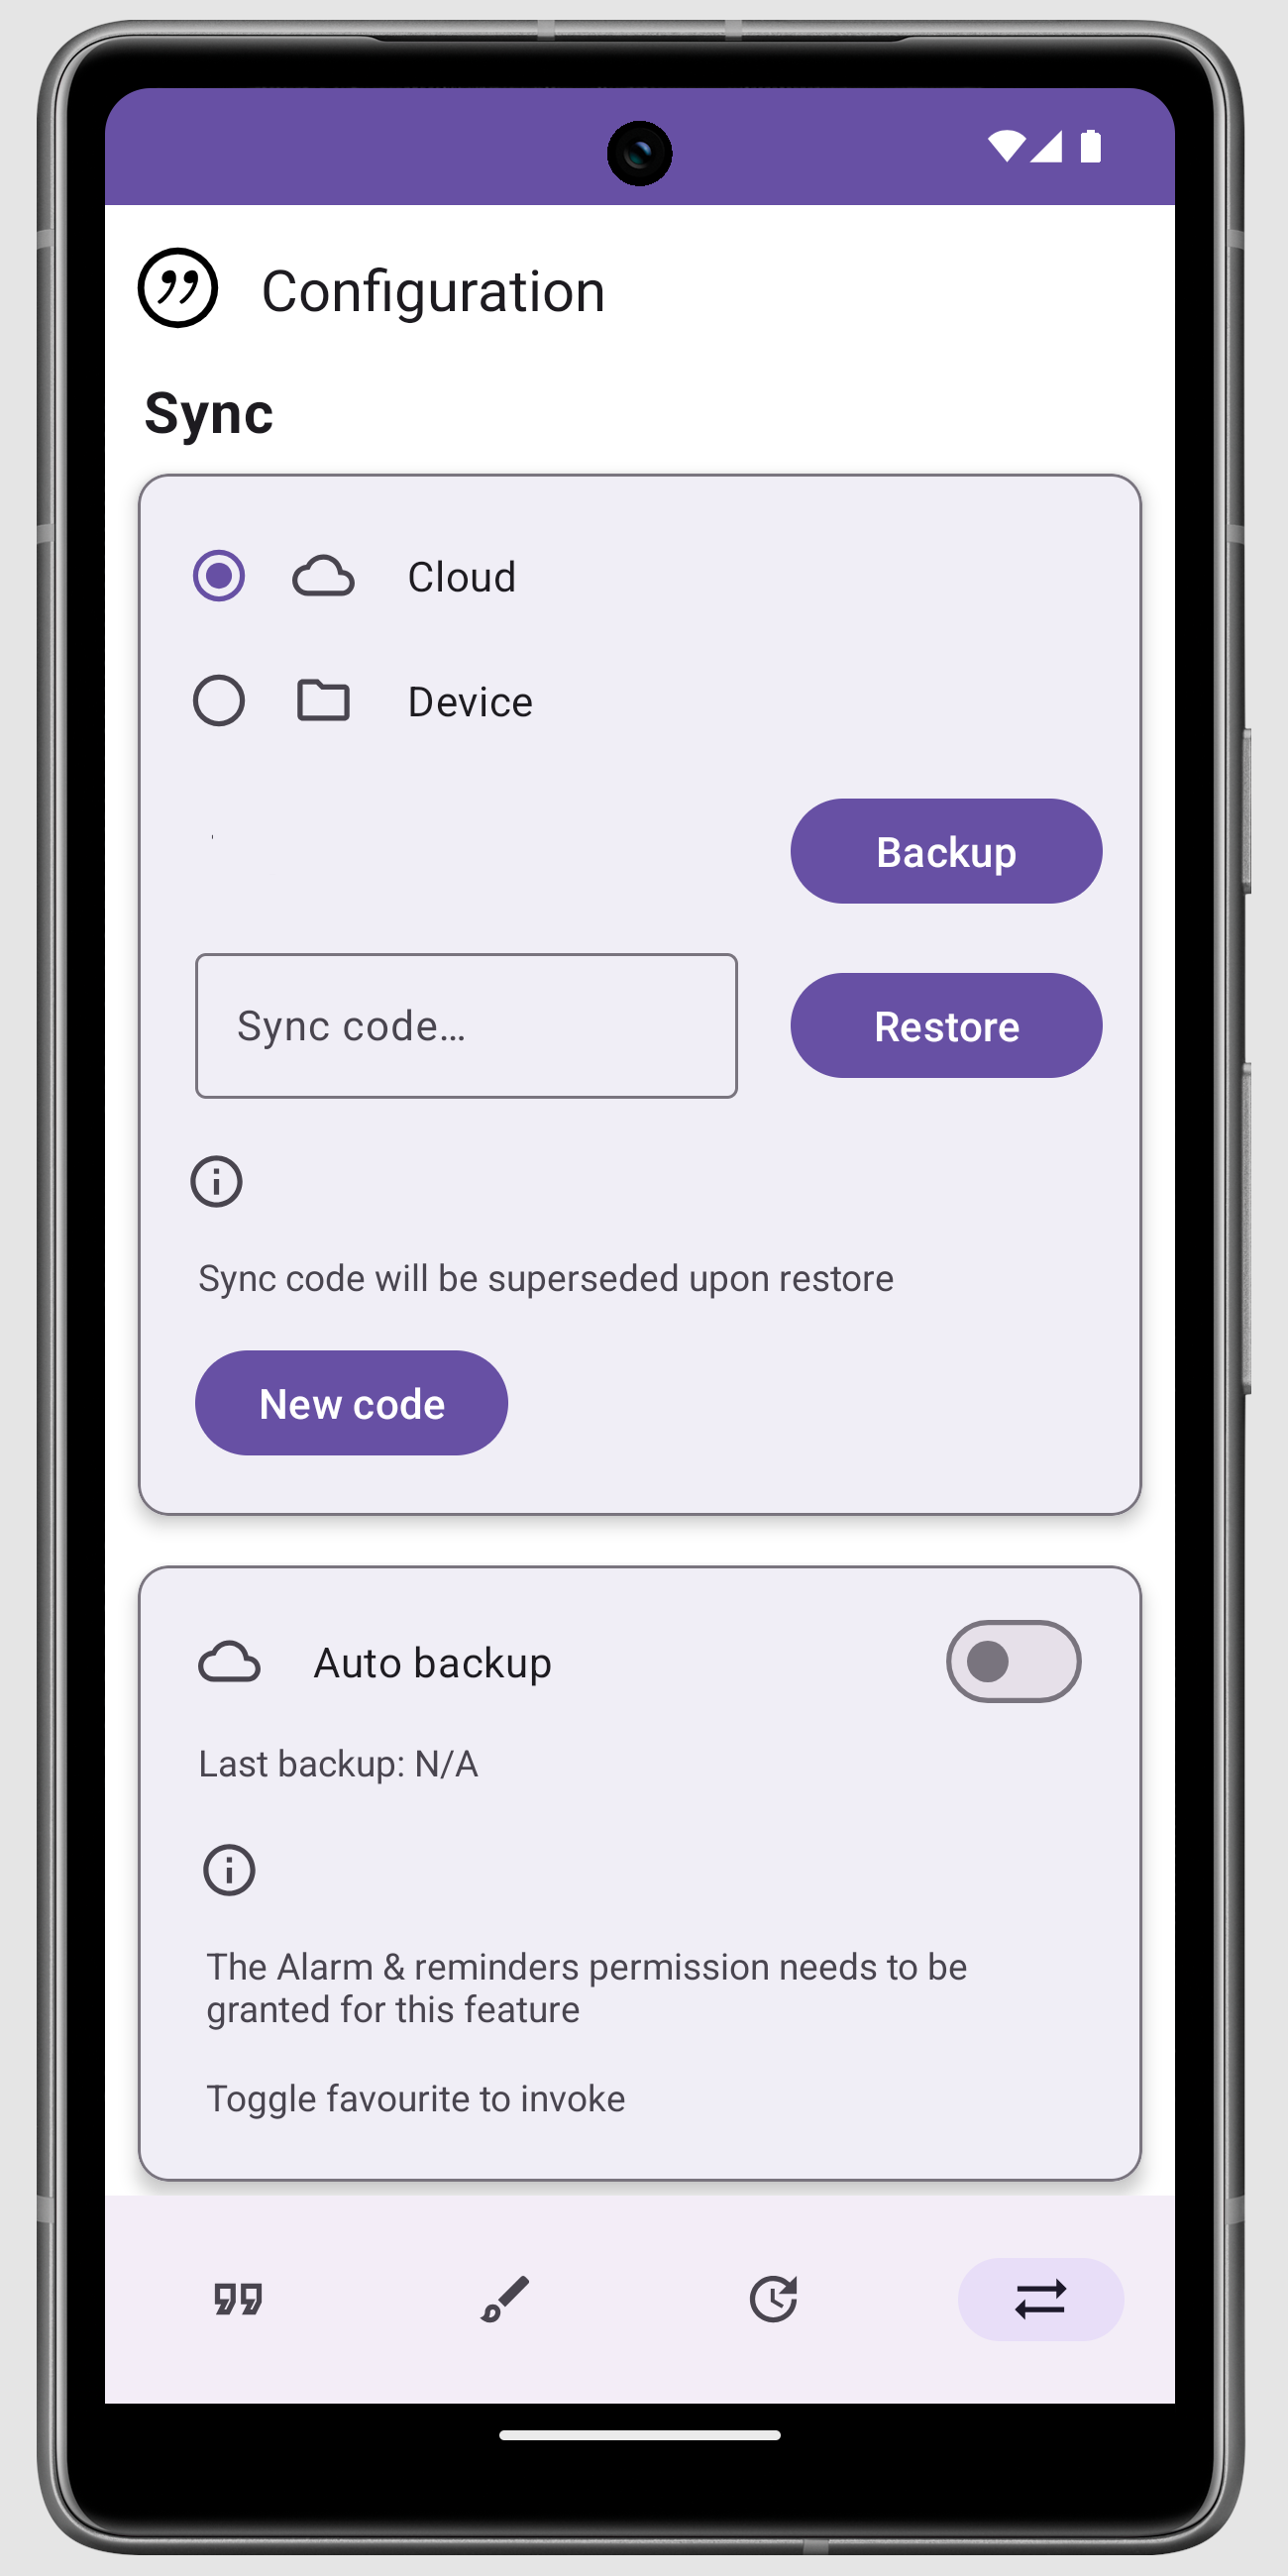 Configuration
Sync
Cloud
Device
Backup
Sync code…
Restore
Sync code will be superseded upon restore
New code
Auto backup
Last backup: N/A
The Alarm & reminders permission needs to be
granted for this feature
Toggle favourite to invoke